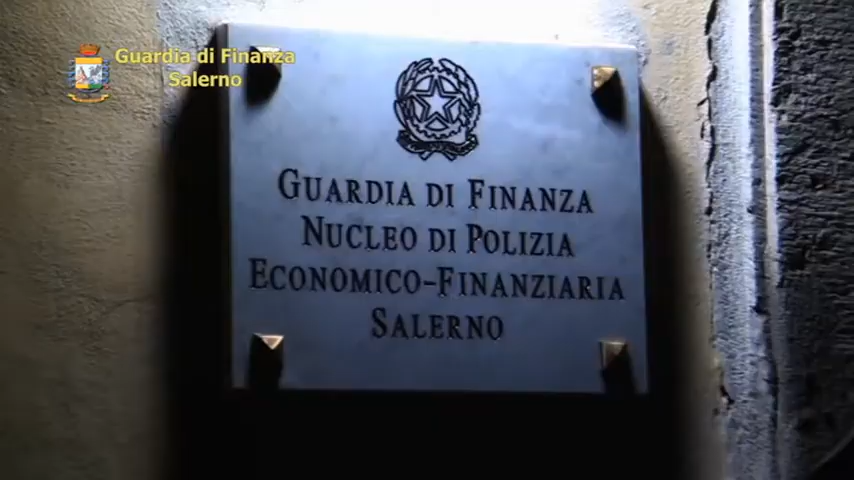 Guardia di Finanza
Salerno
GUARDIA DI FINANZA
NUCLEO DI POLIZIA
ECONOMICO-FINANZIARIA
SALERNO